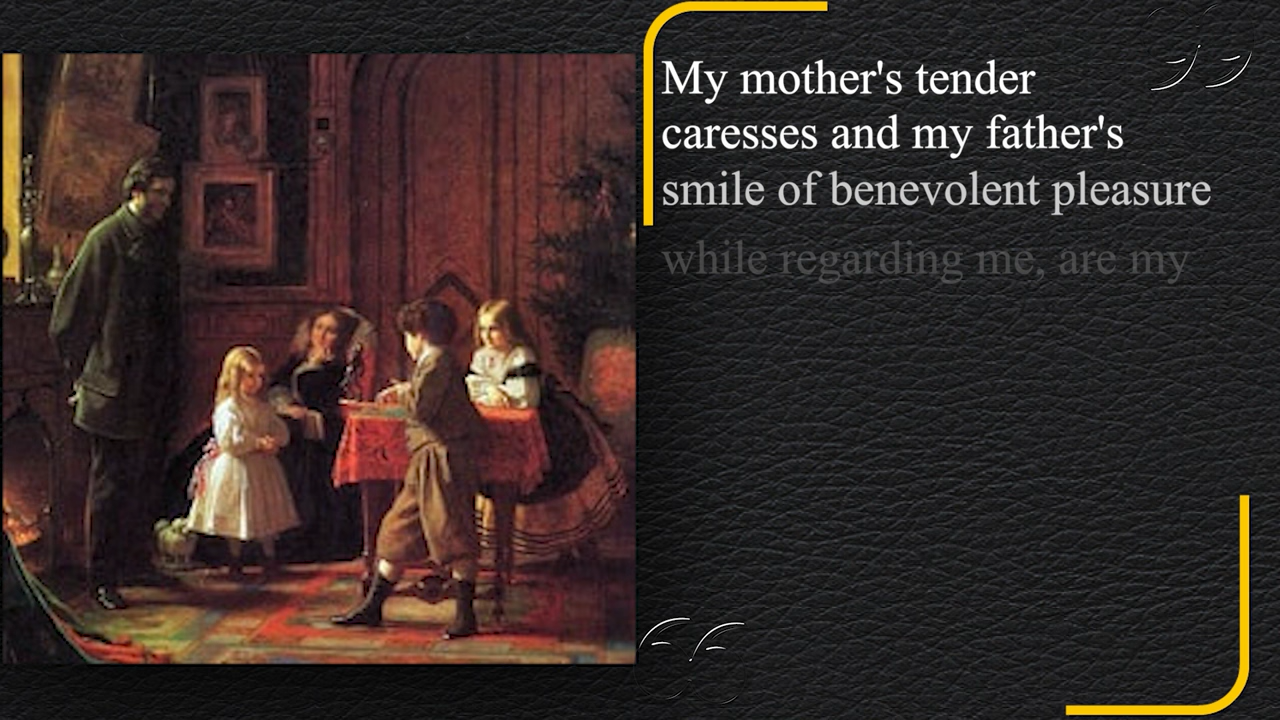 My mother's tender
caresses and my father's
smile of benevolent pleasure
while regarding me, are my